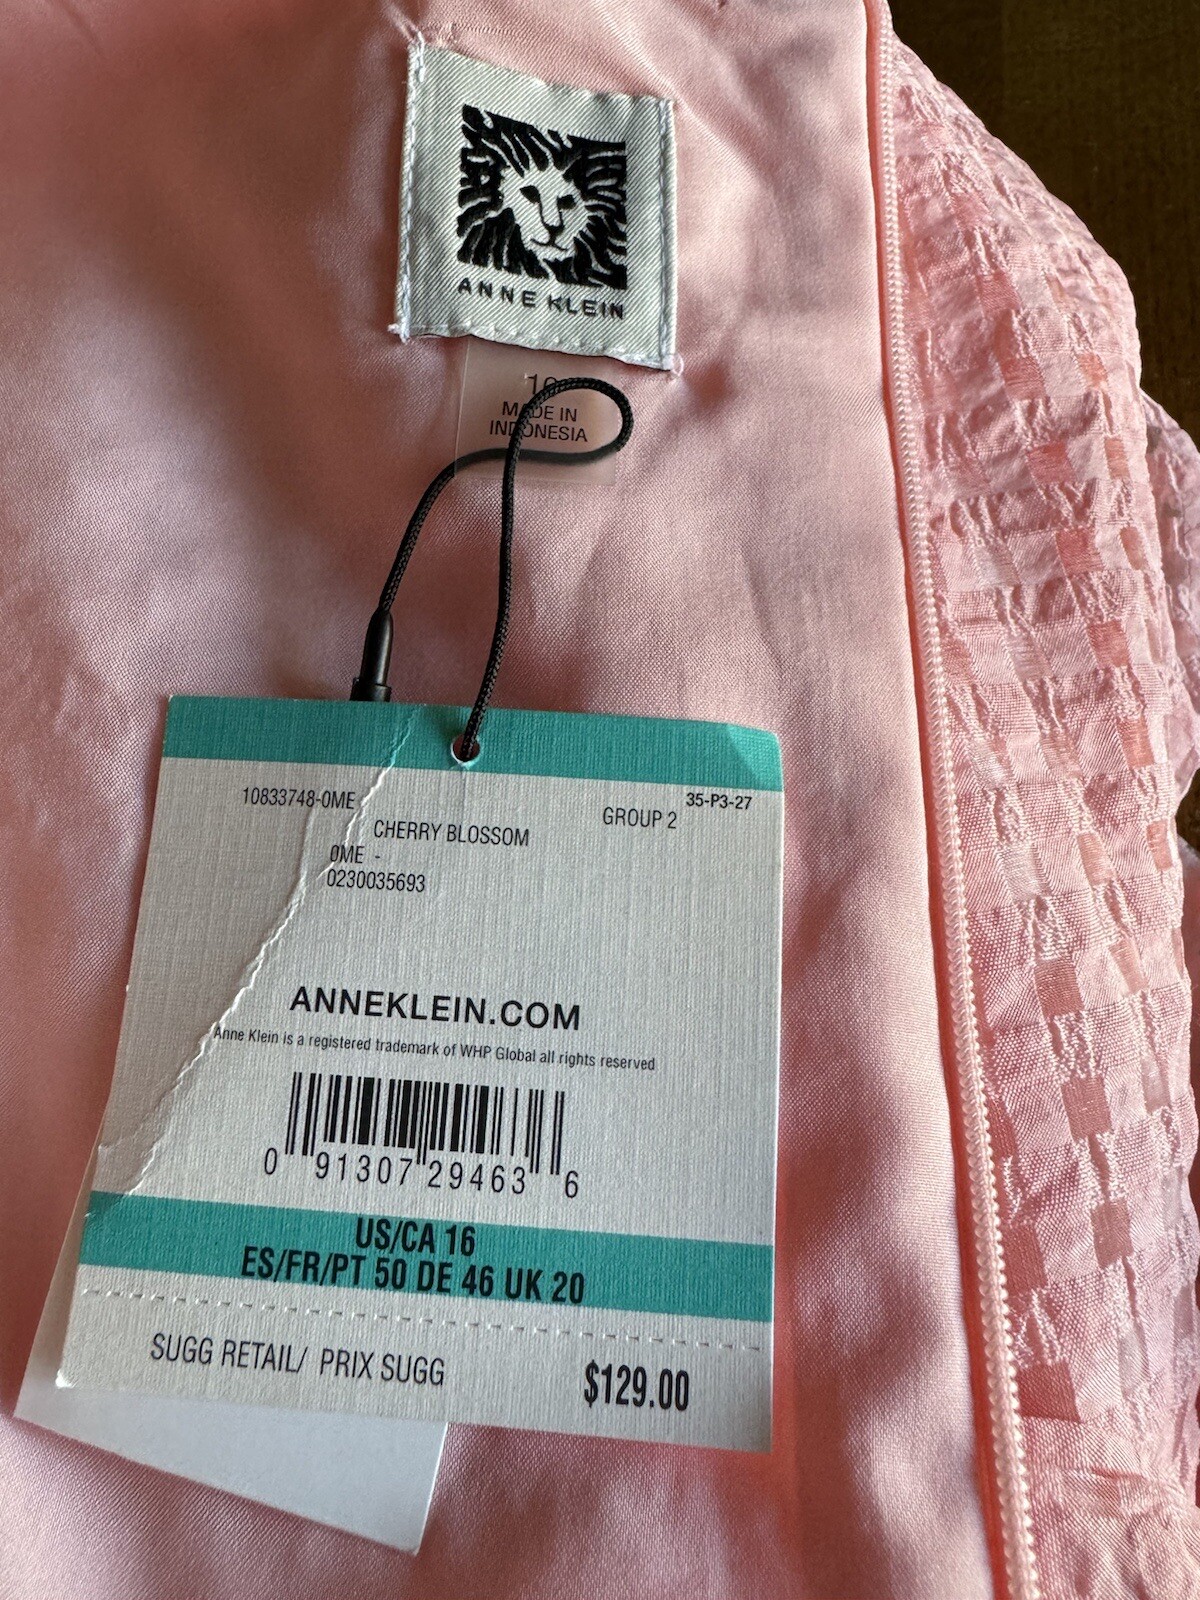 ANNE KLEIN
MADE IN
INDONESIA
10833748-0ME
35-P3-27
GROUP 2
CHERRY BLOSSOM
0ME -
0230035693
ANNEKLEIN.COM
Anne Klein is a registered trademark of WHP Global all rights reserved
0 91307 29463 6
US/CA 16
ES/FR/PT 50 DE 46 UK 20
SUGG RETAIL/ PRIX SUGG $129.00